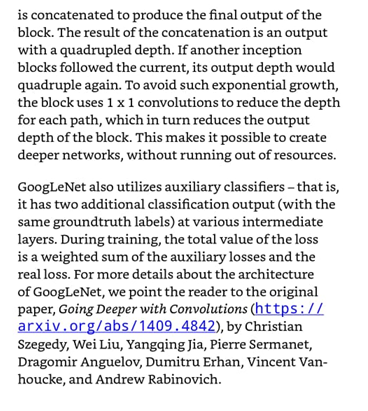 is concatenated to produce the final output of the
block. The result of the concatenation is an output
with a quadrupled depth. If another inception
blocks followed the current, its output depth would
quadruple again. To avoid such exponential growth,
the block uses 1 x 1 convolutions to reduce the depth
for each path, which in turn reduces the output
depth of the block. This makes it possible to create
deeper networks, without running out of resources.
GoogLeNet also utilizes auxiliary classifiers – that is,
it has two additional classification output (with the
same groundtruth labels) at various intermediate
layers. During training, the total value of the loss
is a weighted sum of the auxiliary losses and the
real loss. For more details about the architecture
of GoogLeNet, we point the reader to the original
paper, Going Deeper with Convolutions (https://
arxiv.org/abs/1409.4842), by Christian
Szegedy, Wei Liu, Yangqing Jia, Pierre Sermanet,
Dragomir Anguelov, Dumitru Erhan, Vincent Van-
houcke, and Andrew Rabinovich.